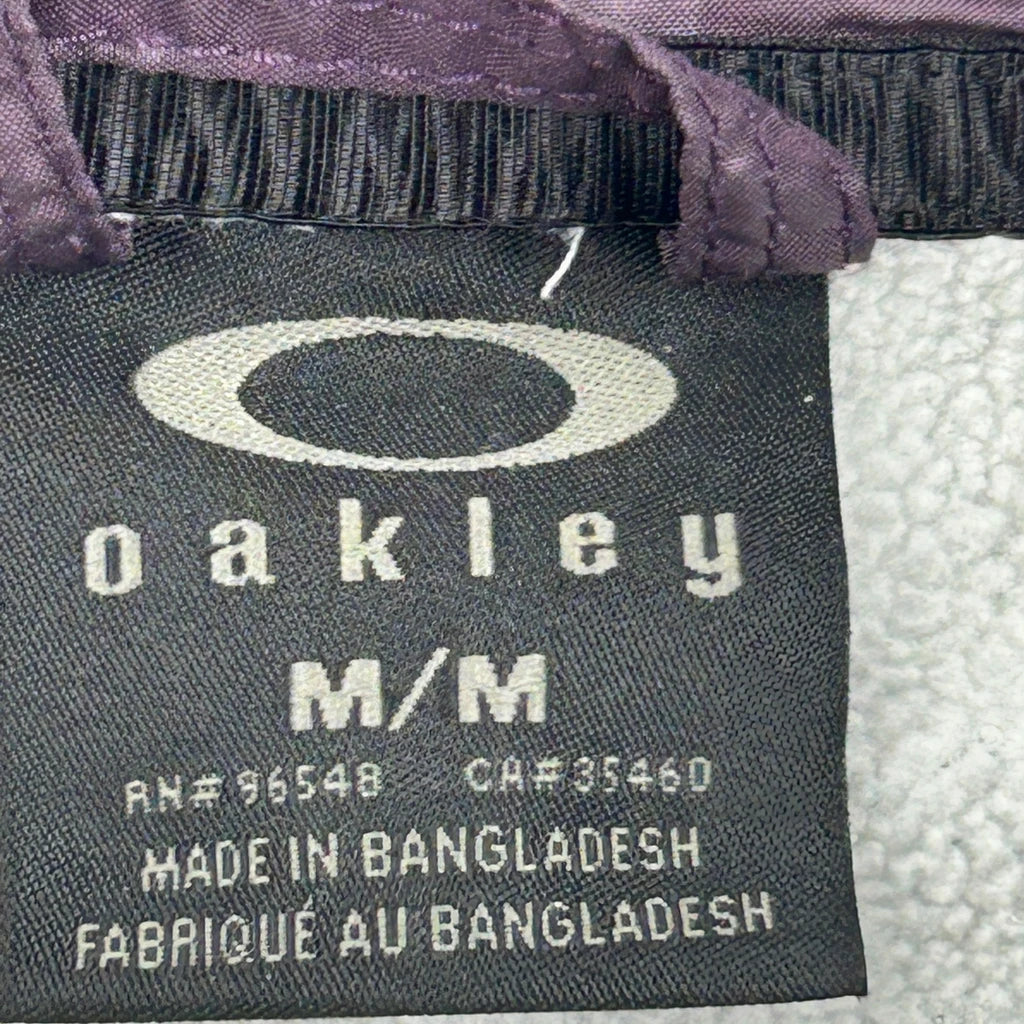 oakley
M/M
RN# 96548 CA# 35460
MADE IN BANGLADESH
FABRIQUÉ AU BANGLADESH